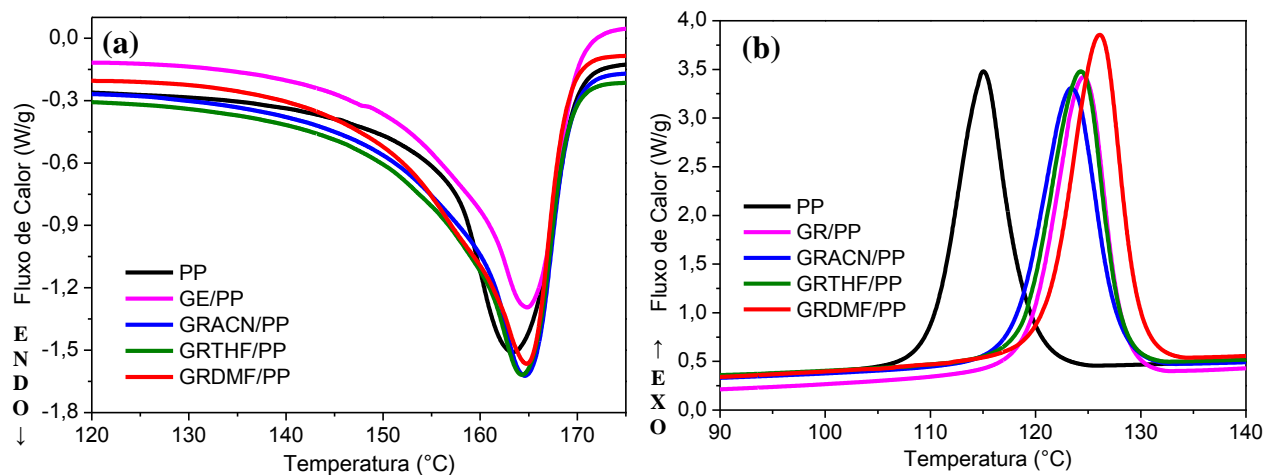 (a)
0,0
-0,3
-0,6
-0,9
-1,2
-1,5
-1,8
Fluxo de Calor (W/g)
ENDO↓
PP
GE/PP
GRACN/PP
GRTHF/PP
GRDMF/PP
120 130 140 150 160 170
Temperatura (°C)
(b)
4,0
3,5
3,0
2,5
2,0
1,5
1,0
0,5
0,0
Fluxo de Calor (W/g)
↑EXO
PP
GR/PP
GRACN/PP
GRTHF/PP
GRDMF/PP
90 100 110 120 130 140
Temperatura (°C)